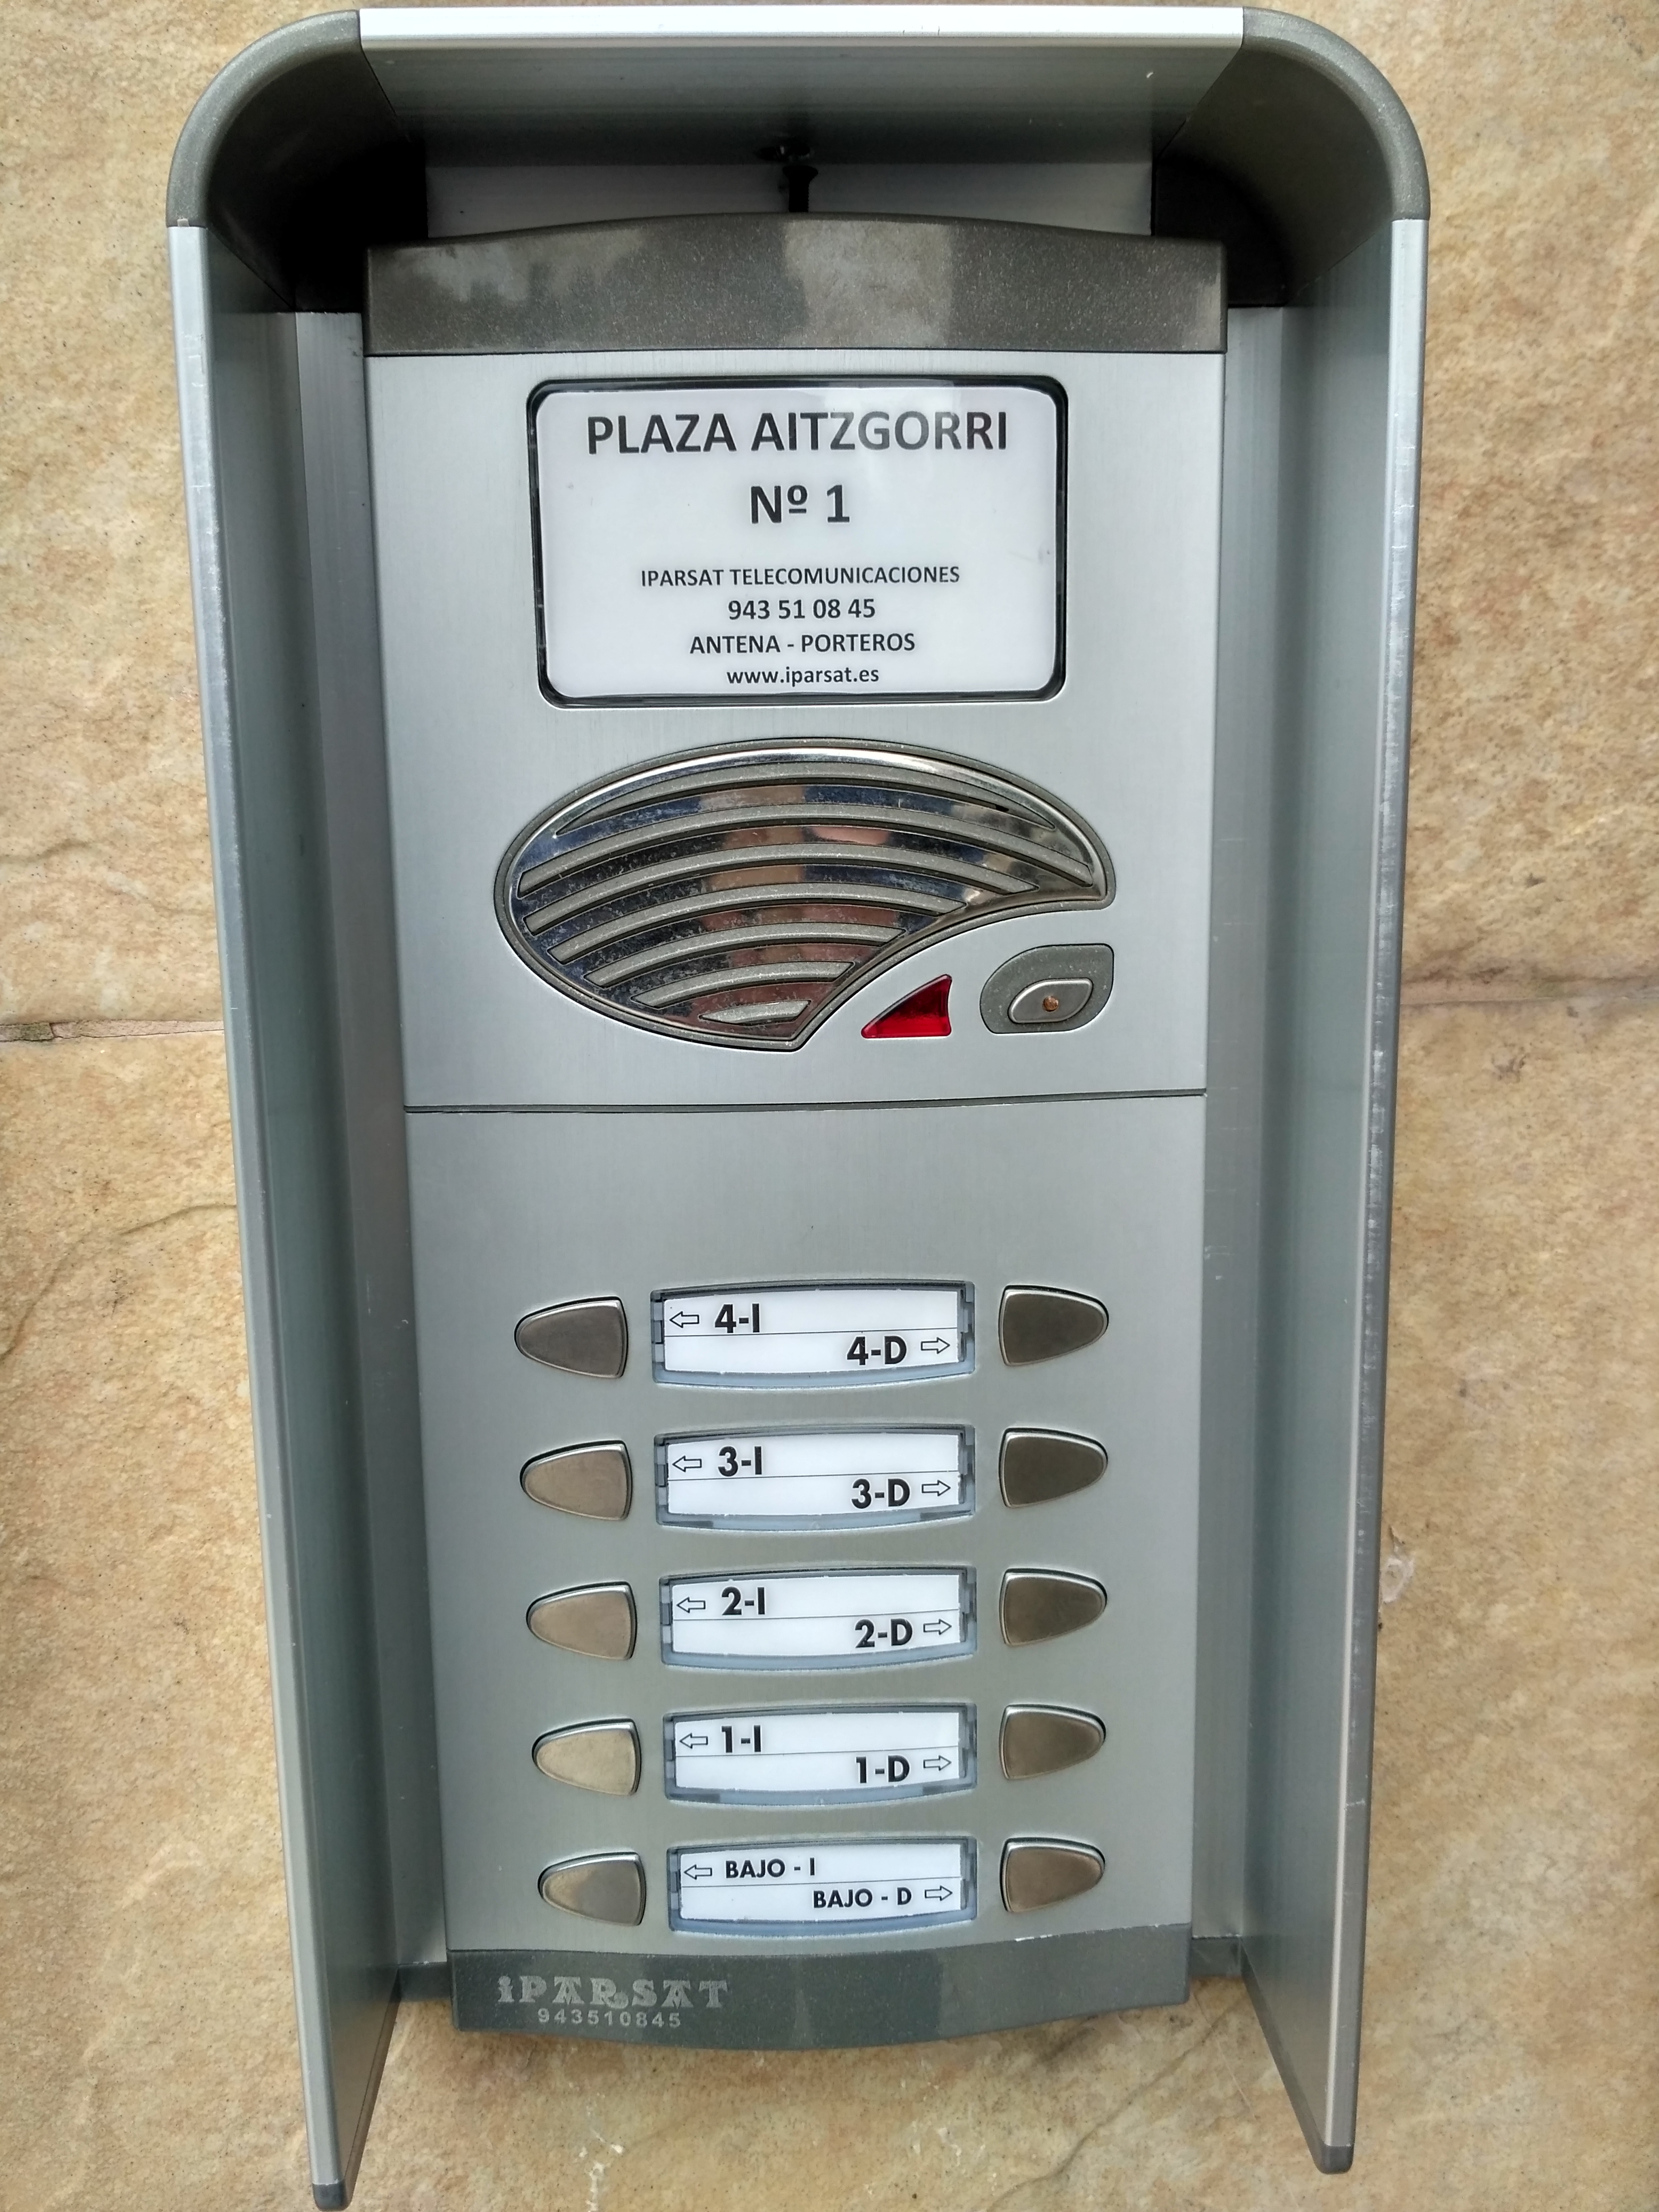 PLAZA AITZGORRI
Nº 1
IPARSAT TELECOMUNICACIONES
943 51 08 45
ANTENA - PORTEROS
www.iparsat.es
⇦ 4-I
4-D ⇨
⇦ 3-I
3-D ⇨
⇦ 2-I
2-D ⇨
⇦ 1-I
1-D ⇨
⇦ BAJO - I
BAJO - D ⇨
iPARSAT
943510845